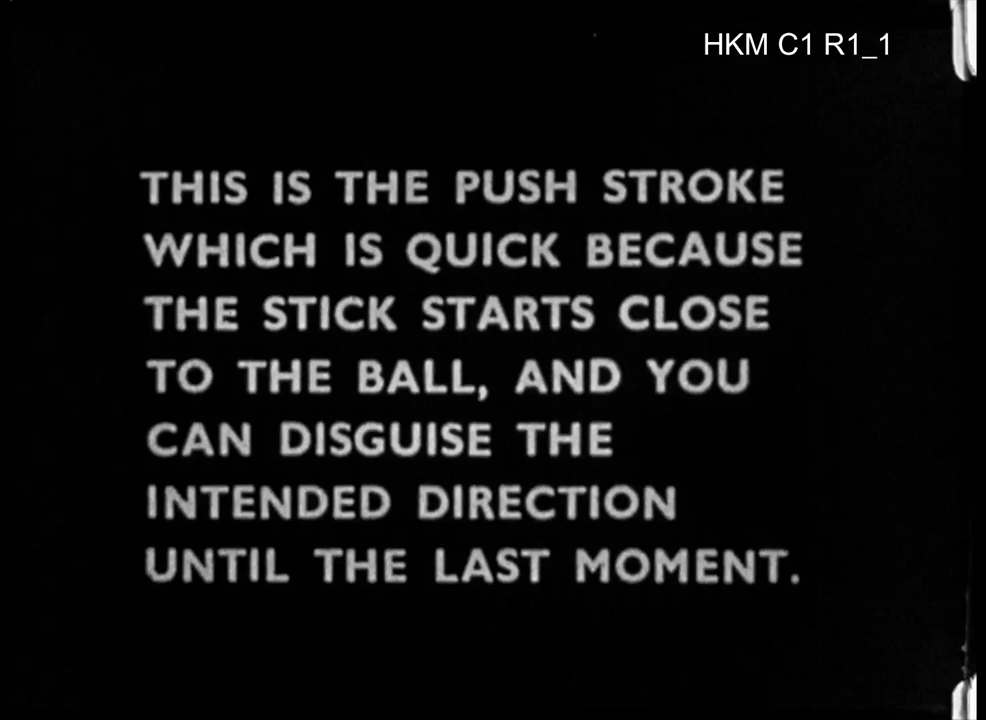 HKM C1 R1_1
THIS IS THE PUSH STROKE
WHICH IS QUICK BECAUSE
THE STICK STARTS CLOSE
TO THE BALL, AND YOU
CAN DISGUISE THE
INTENDED DIRECTION
UNTIL THE LAST MOMENT.